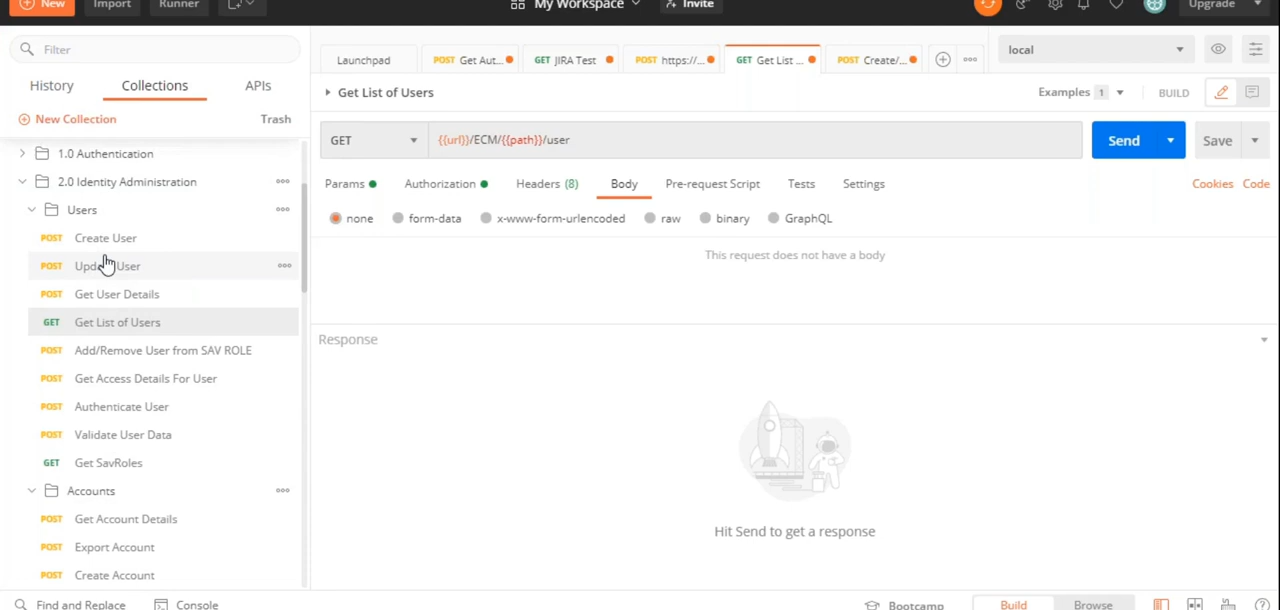 New Import Runner My Workspace Invite Upgrade
Filter
History Collections APIs
New Collection Trash
1.0 Authentication
2.0 Identity Administration
Users
POST Create User
POST Update User
POST Get User Details
GET Get List of Users
POST Add/Remove User from SAV ROLE
POST Get Access Details For User
POST Authenticate User
POST Validate User Data
GET Get SavRoles
Accounts
POST Get Account Details
POST Export Account
POST Create Account
Launchpad POST Get Aut... GET JIRA Test POST https://... GET Get List ... POST Create/...
local
Get List of Users Examples 1 BUILD
GET {{url}}/ECM/{{path}}/user Send Save
Params Authorization Headers (8) Body Pre-request Script Tests Settings Cookies Code
none form-data x-www-form-urlencoded raw binary GraphQL
This request does not have a body
Response
Hit Send to get a response
Find and Replace Console Bootcamp Build Browse